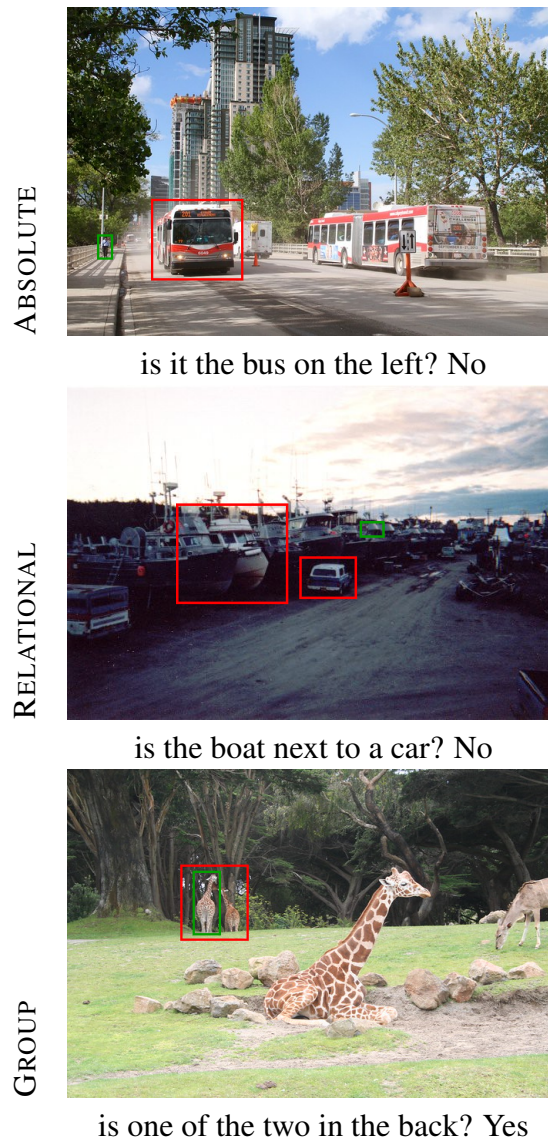 ABSOLUTE
is it the bus on the left? No
RELATIONAL
is the boat next to a car? No
GROUP
is one of the two in the back? Yes